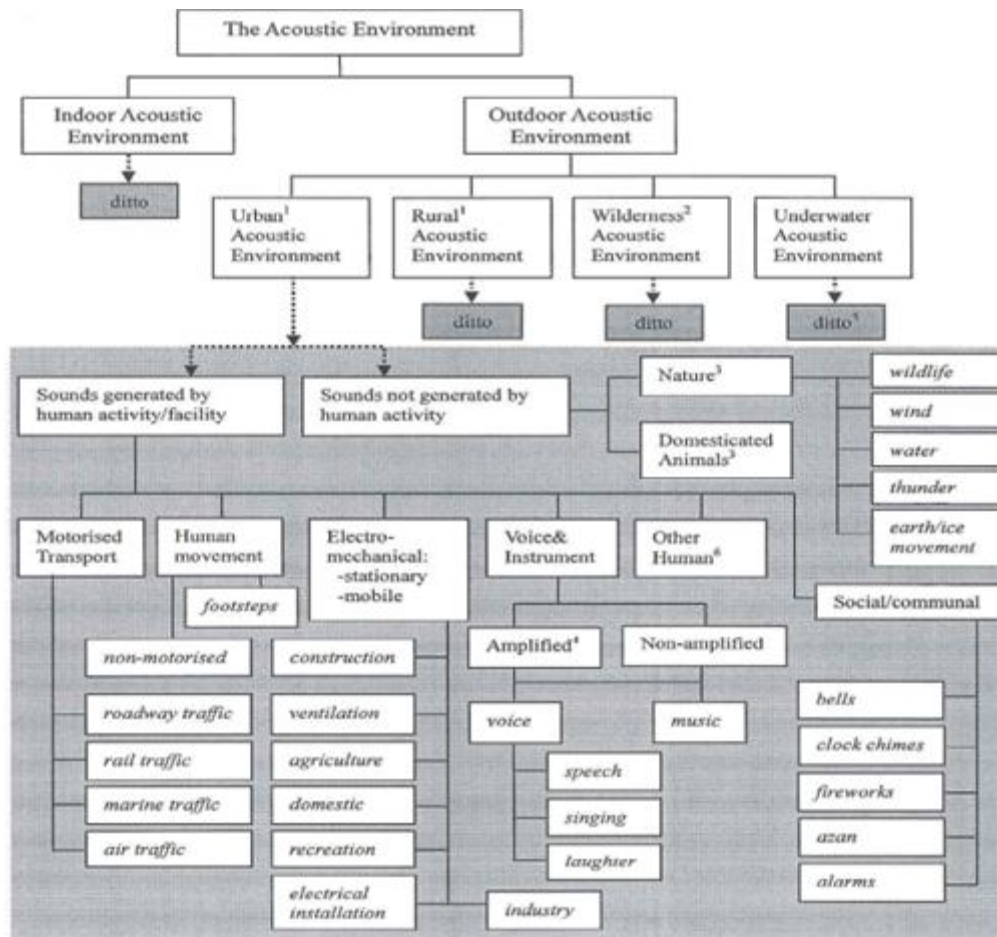 The Acoustic Environment
Indoor Acoustic
Environment
Outdoor Acoustic
Environment
ditto
Urban¹
Acoustic
Environment
Rural¹
Acoustic
Environment
Wilderness²
Acoustic
Environment
Underwater
Acoustic
Environment
ditto
ditto
ditto⁵
Sounds generated by
human activity/facility
Sounds not generated by
human activity
Nature³
Domesticated
Animals³
wildlife
wind
water
thunder
earth/ice
movement
Motorised
Transport
Human
movement
Electro-
mechanical:
-stationary
-mobile
Voice&
Instrument
Other
Human⁶
Social/communal
footsteps
non-motorised
roadway traffic
rail traffic
marine traffic
air traffic
construction
ventilation
agriculture
domestic
recreation
electrical
installation
industry
Amplified⁴
Non-amplified
voice
music
speech
singing
laughter
bells
clock chimes
fireworks
azan
alarms